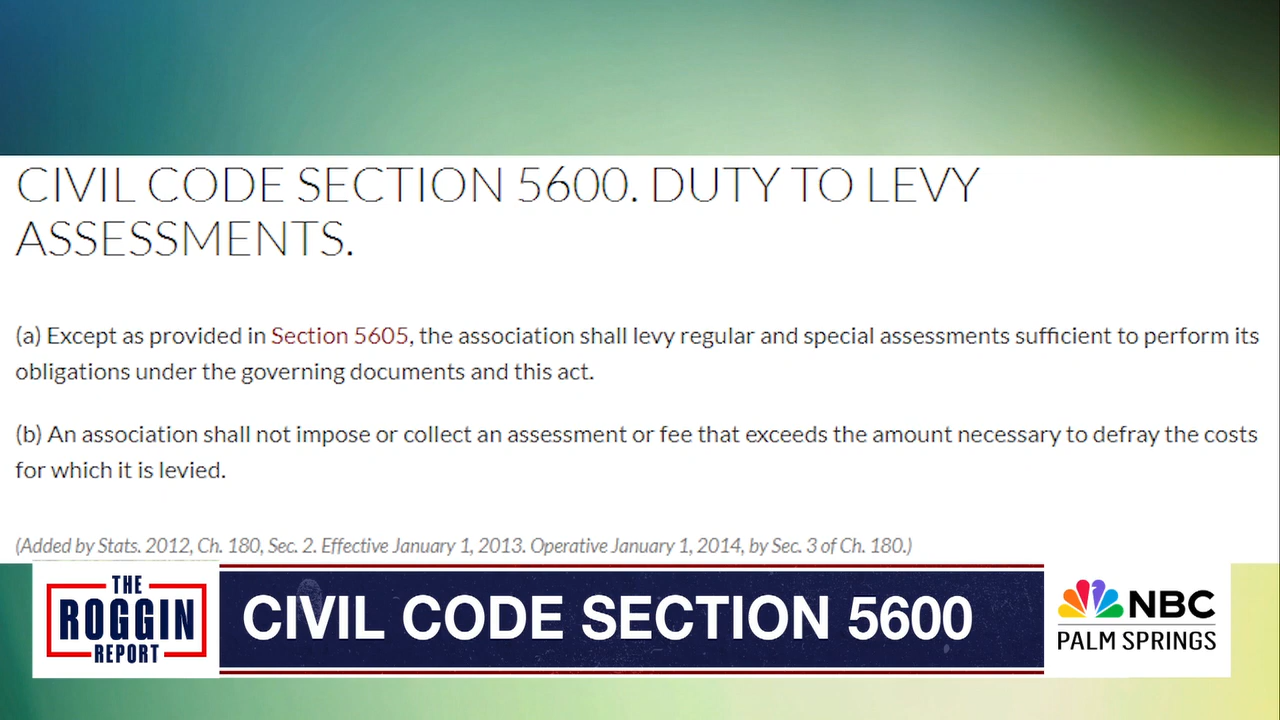 CIVIL CODE SECTION 5600. DUTY TO LEVY
ASSESSMENTS.
(a) Except as provided in Section 5605, the association shall levy regular and special assessments sufficient to perform its
obligations under the governing documents and this act.
(b) An association shall not impose or collect an assessment or fee that exceeds the amount necessary to defray the costs
for which it is levied.
(Added by Stats. 2012, Ch. 180, Sec. 2. Effective January 1, 2013. Operative January 1, 2014, by Sec. 3 of Ch. 180.)
THE
ROGGIN
REPORT
CIVIL CODE SECTION 5600
NBC
PALM SPRINGS